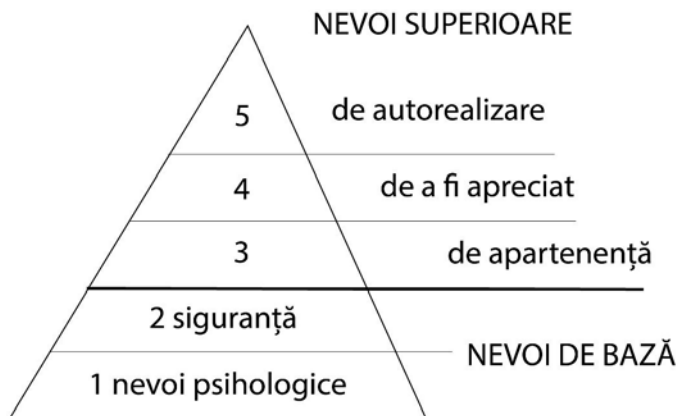 NEVOI SUPERIOARE
5 de autorealizare
4 de a fi apreciat
3 de apartenență
2 siguranță
NEVOI DE BAZĂ
1 nevoi psihologice